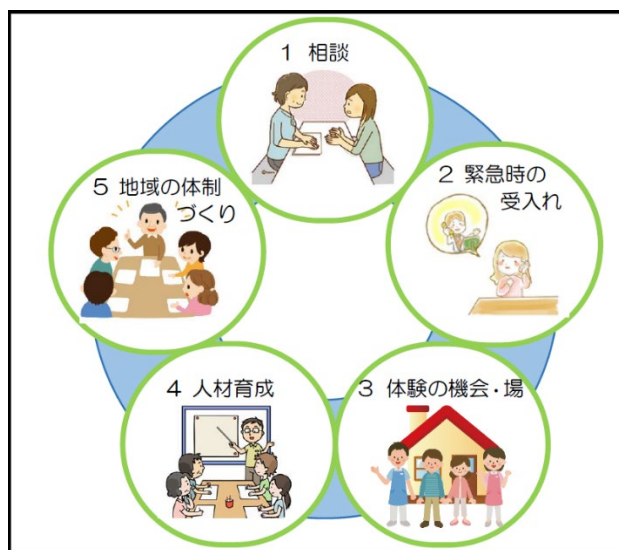 1 相談
2 緊急時の
受入れ
3 体験の機会・場
4 人材育成
5 地域の体制
づくり